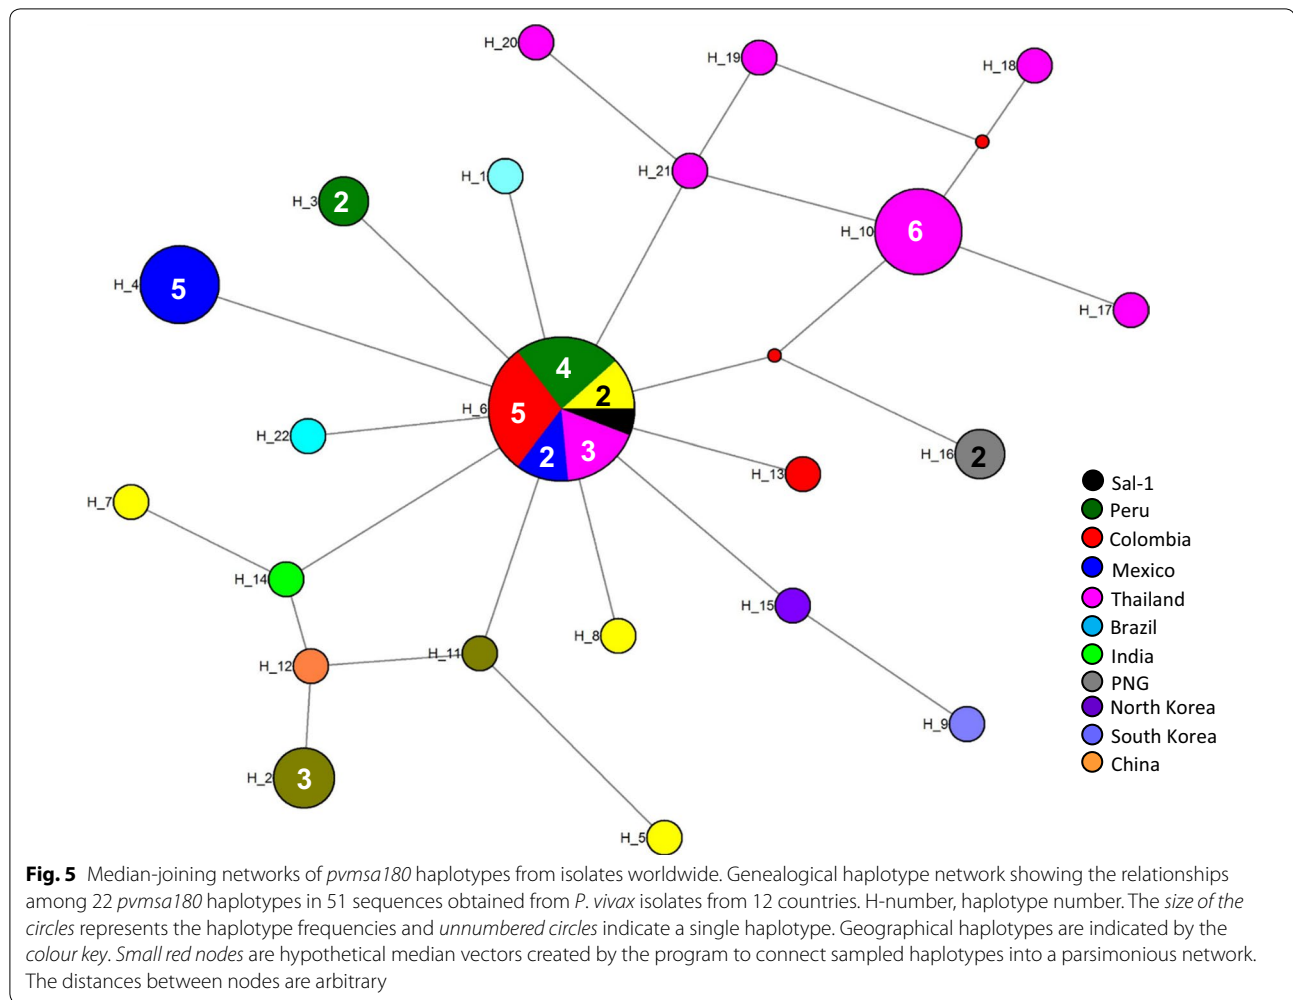 H_20
H_19
H_18
H_1
H_21
H_3
2
H_10
6
H_4
5
H_17
4
2
H_6
5
2
3
H_22
H_13
H_16
2
H_7
H_14
H_15
H_8
H_11
H_12
H_9
H_2
3
H_5
Sal-1
Peru
Colombia
Mexico
Thailand
Brazil
India
PNG
North Korea
South Korea
China
Fig. 5 Median-joining networks of pvmsa180 haplotypes from isolates worldwide. Genealogical haplotype network showing the relationships
among 22 pvmsa180 haplotypes in 51 sequences obtained from P. vivax isolates from 12 countries. H-number, haplotype number. The size of the
circles represents the haplotype frequencies and unnumbered circles indicate a single haplotype. Geographical haplotypes are indicated by the
colour key. Small red nodes are hypothetical median vectors created by the program to connect sampled haplotypes into a parsimonious network.
The distances between nodes are arbitrary